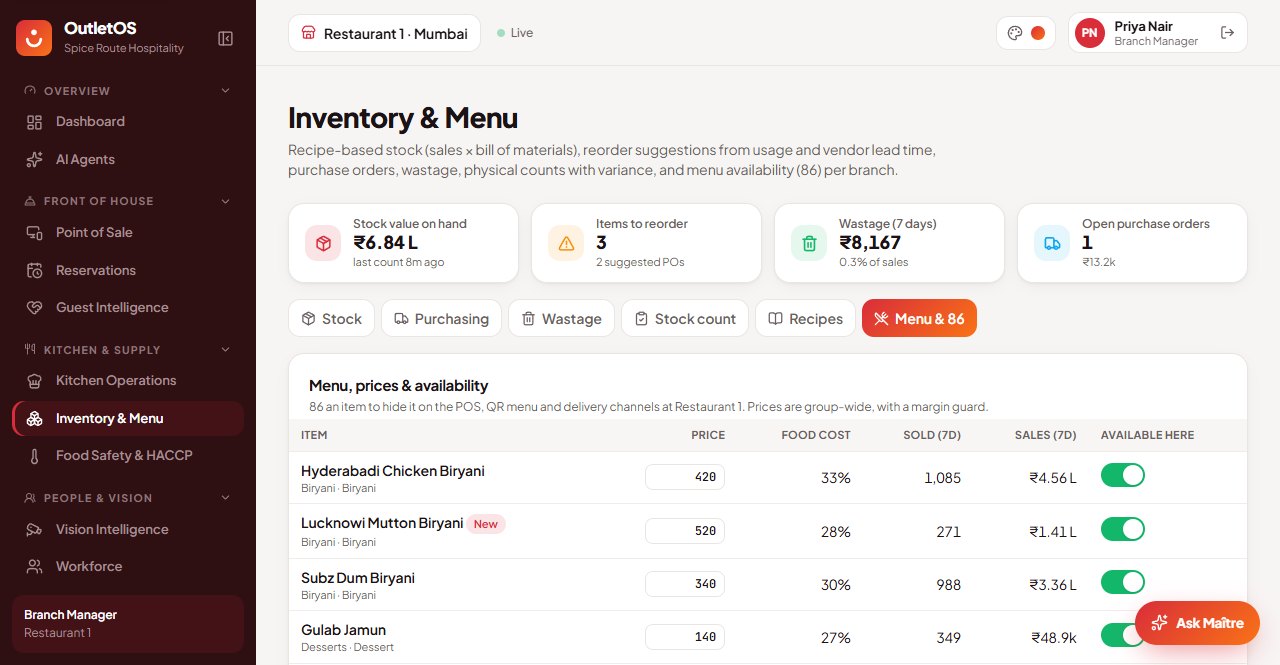 OutletOS
Spice Route Hospitality
OVERVIEW
Dashboard
AI Agents
FRONT OF HOUSE
Point of Sale
Reservations
Guest Intelligence
KITCHEN & SUPPLY
Kitchen Operations
Inventory & Menu
Food Safety & HACCP
PEOPLE & VISION
Vision Intelligence
Workforce
Branch Manager
Restaurant 1
Restaurant 1 · Mumbai
Live
PN
Priya Nair
Branch Manager
Inventory & Menu
Recipe-based stock (sales × bill of materials), reorder suggestions from usage and vendor lead time,
purchase orders, wastage, physical counts with variance, and menu availability (86) per branch.
Stock value on hand
₹6.84 L
last count 8m ago
Items to reorder
3
2 suggested POs
Wastage (7 days)
₹8,167
0.3% of sales
Open purchase orders
1
₹13.2k
Stock
Purchasing
Wastage
Stock count
Recipes
Menu & 86
Menu, prices & availability
86 an item to hide it on the POS, QR menu and delivery channels at Restaurant 1. Prices are group-wide, with a margin guard.
ITEM PRICE FOOD COST SOLD (7D) SALES (7D) AVAILABLE HERE
Hyderabadi Chicken Biryani 420 33% 1,085 ₹4.56 L
Biryani · Biryani
Lucknowi Mutton Biryani New 520 28% 271 ₹1.41 L
Biryani · Biryani
Subz Dum Biryani 340 30% 988 ₹3.36 L
Biryani · Biryani
Gulab Jamun 140 27% 349 ₹48.9k
Desserts · Dessert
Ask Maître